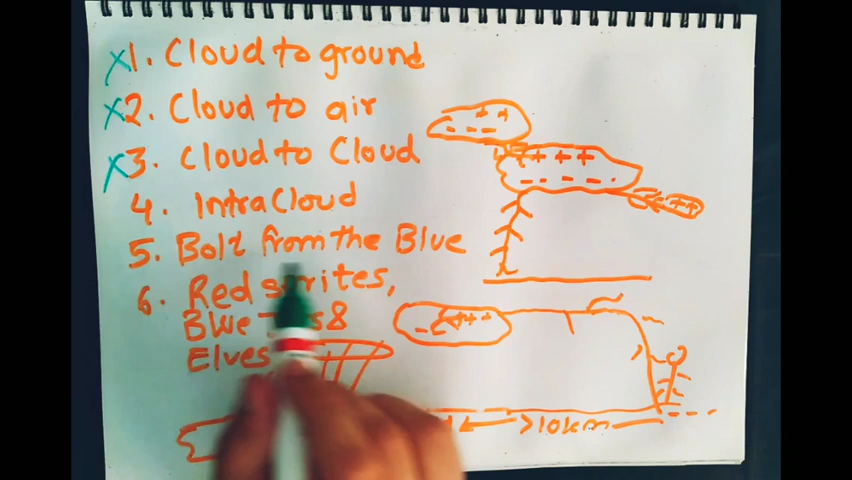 1. Cloud to ground
2. Cloud to air
3. Cloud to Cloud
4. IntraCloud
5. Bolt from the Blue
6. Red sprites,
Blue &
Elves
>10km